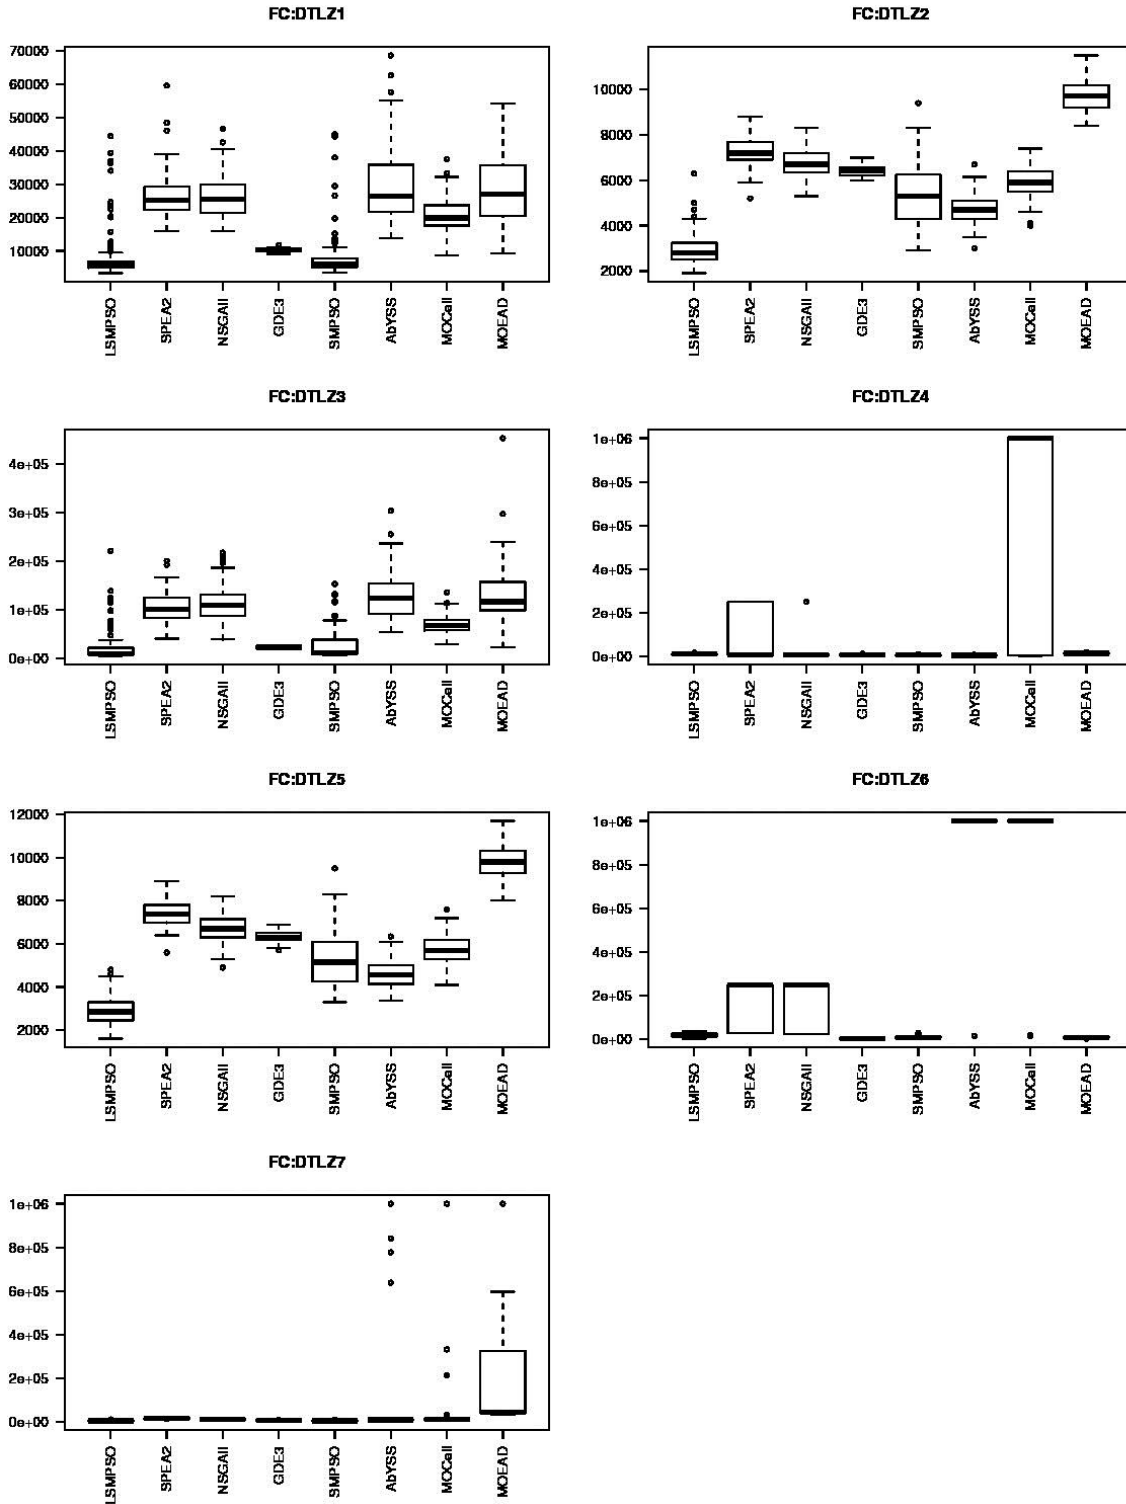 FC:DTLZ1
70000
60000
50000
40000
30000
20000
10000
LSMPSO
SPEA2
NSGAII
GDE3
SMPSO
AbYSS
MOCell
MOEAD
FC:DTLZ2
10000
8000
6000
4000
2000
LSMPSO
SPEA2
NSGAII
GDE3
SMPSO
AbYSS
MOCell
MOEAD
FC:DTLZ3
4e+05
3e+05
2e+05
1e+05
0e+00
LSMPSO
SPEA2
NSGAII
GDE3
SMPSO
AbYSS
MOCell
MOEAD
FC:DTLZ4
1e+06
8e+05
6e+05
4e+05
2e+05
0e+00
LSMPSO
SPEA2
NSGAII
GDE3
SMPSO
AbYSS
MOCell
MOEAD
FC:DTLZ5
12000
10000
8000
6000
4000
2000
LSMPSO
SPEA2
NSGAII
GDE3
SMPSO
AbYSS
MOCell
MOEAD
FC:DTLZ6
1e+06
8e+05
6e+05
4e+05
2e+05
0e+00
LSMPSO
SPEA2
NSGAII
GDE3
SMPSO
AbYSS
MOCell
MOEAD
FC:DTLZ7
1e+06
8e+05
6e+05
4e+05
2e+05
0e+00
LSMPSO
SPEA2
NSGAII
GDE3
SMPSO
AbYSS
MOCell
MOEAD